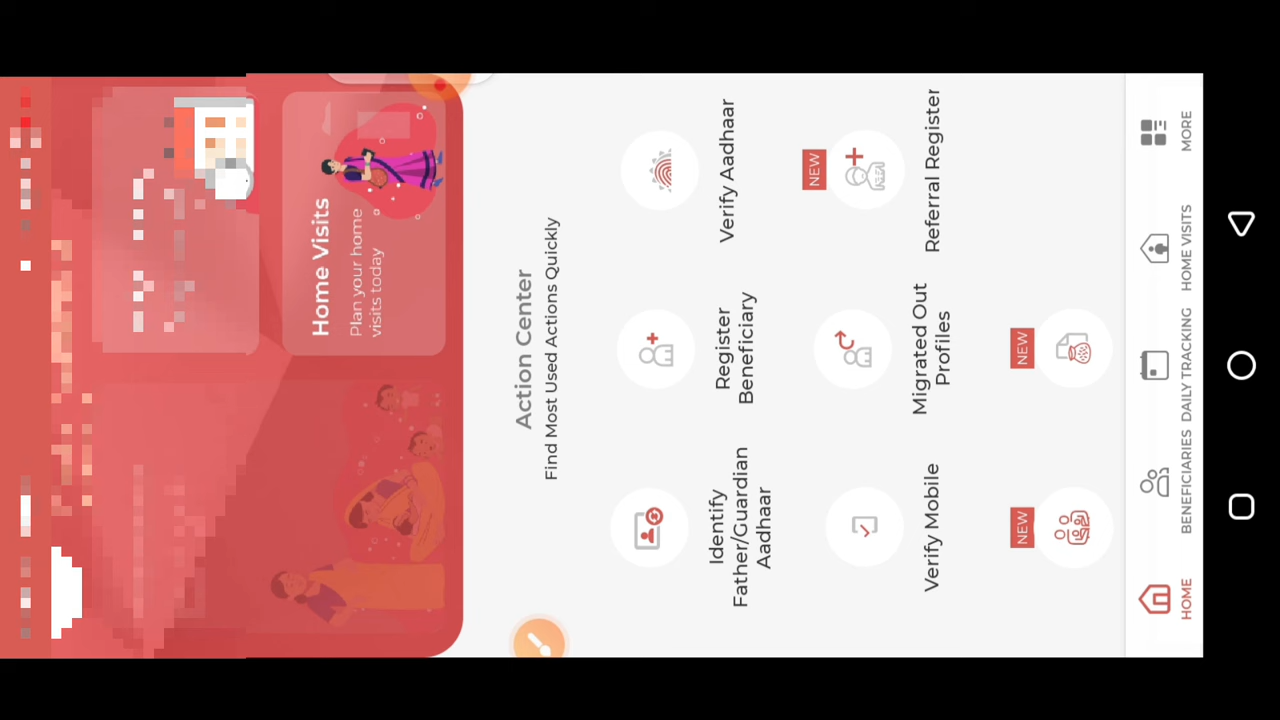 Home Visits
Plan your home
visits today
Action Center
Find Most Used Actions Quickly
Identify
Father/Guardian
Aadhaar
Register
Beneficiary
Verify Aadhaar
Verify Mobile
Migrated Out
Profiles
NEW
Referral Register
NEW
NEW
HOME
BENEFICIARIES
DAILY TRACKING
HOME VISITS
MORE